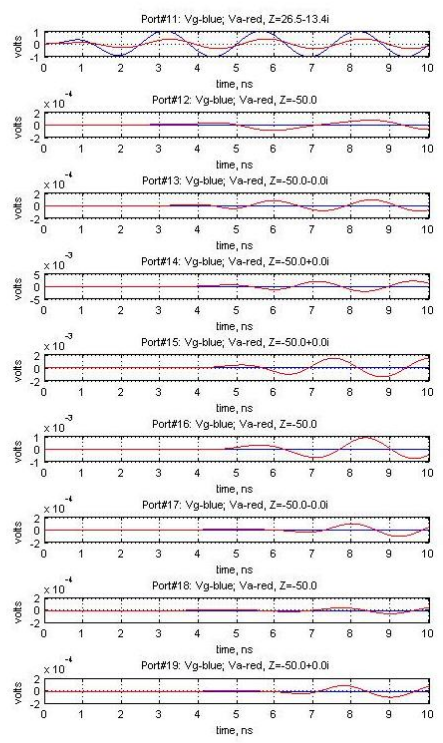 Port#11: Vg-blue; Va-red, Z=26.5-13.4i
volts
1
0
-1
0 1 2 3 4 5 6 7 8 9 10
time, ns
x 10^-4
Port#12: Vg-blue; Va-red, Z=-50.0
volts
2
0
-2
0 1 2 3 4 5 6 7 8 9 10
time, ns
x 10^-4
Port#13: Vg-blue; Va-red, Z=-50.0-0.0i
volts
2
0
-2
0 1 2 3 4 5 6 7 8 9 10
time, ns
x 10^-3
Port#14: Vg-blue; Va-red, Z=-50.0+0.0i
volts
5
0
-5
0 1 2 3 4 5 6 7 8 9 10
time, ns
x 10^-3
Port#15: Vg-blue; Va-red, Z=-50.0+0.0i
volts
2
0
-2
0 1 2 3 4 5 6 7 8 9 10
time, ns
x 10^-3
Port#16: Vg-blue; Va-red, Z=-50.0
volts
1
0
-1
0 1 2 3 4 5 6 7 8 9 10
time, ns
x 10^-4
Port#17: Vg-blue; Va-red, Z=-50.0-0.0i
volts
2
0
-2
0 1 2 3 4 5 6 7 8 9 10
time, ns
x 10^-4
Port#18: Vg-blue; Va-red, Z=-50.0
volts
2
0
-2
0 1 2 3 4 5 6 7 8 9 10
time, ns
x 10^-4
Port#19: Vg-blue; Va-red, Z=-50.0+0.0i
volts
2
0
-2
0 1 2 3 4 5 6 7 8 9 10
time, ns